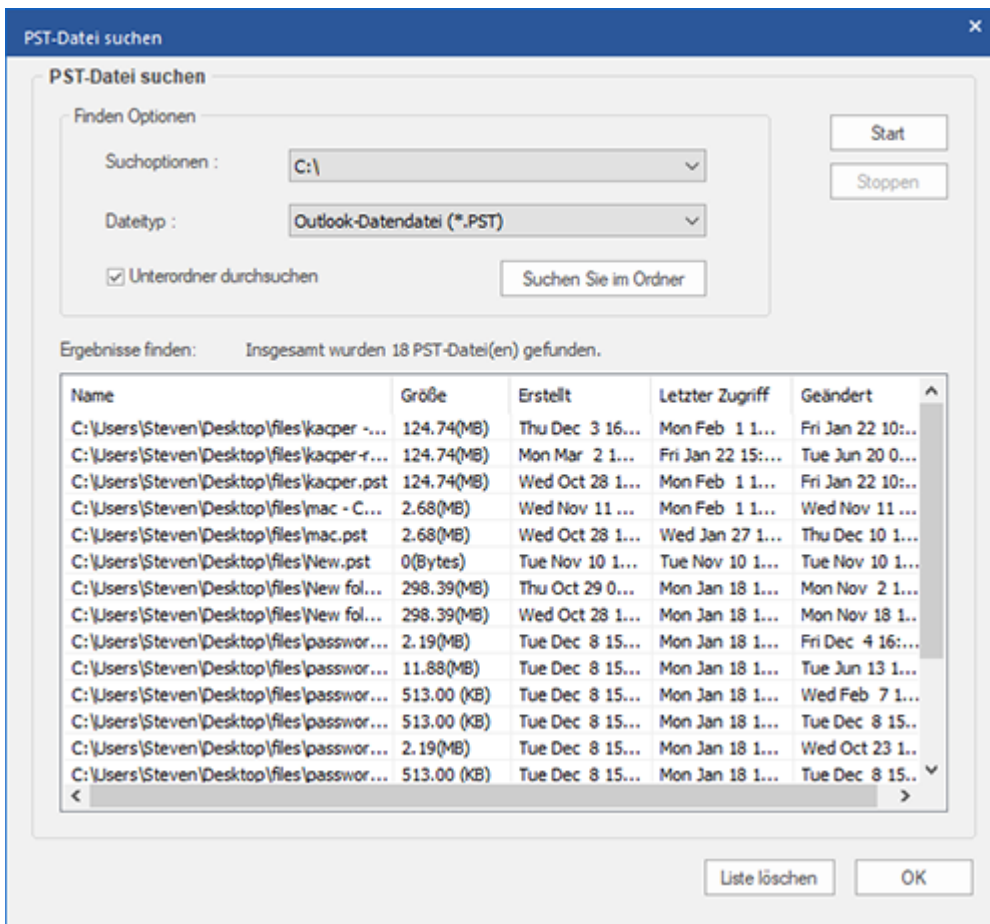 PST-Datei suchen
PST-Datei suchen
Finden Optionen
Suchoptionen : C:\
Dateityp : Outlook-Datendatei (*.PST)
Unterordner durchsuchen Suchen Sie im Ordner
Start
Stoppen
Ergebnisse finden: Insgesamt wurden 18 PST-Datei(en) gefunden.
Name Größe Erstellt Letzter Zugriff Geändert
C:\Users\Steven\Desktop\files\kacper -... 124.74(MB) Thu Dec 3 16... Mon Feb 1 1... Fri Jan 22 10:..
C:\Users\Steven\Desktop\files\kacper-r... 124.74(MB) Mon Mar 2 1... Fri Jan 22 15:... Tue Jun 20 0...
C:\Users\Steven\Desktop\files\kacper.pst 124.74(MB) Wed Oct 28 1... Mon Feb 1 1... Fri Jan 22 10:..
C:\Users\Steven\Desktop\files\mac - C... 2.68(MB) Wed Nov 11 ... Mon Feb 1 1... Wed Nov 11 ...
C:\Users\Steven\Desktop\files\mac.pst 2.68(MB) Wed Oct 28 1... Wed Jan 27 1... Thu Dec 10 1...
C:\Users\Steven\Desktop\files\New.pst 0(Bytes) Tue Nov 10 1... Tue Nov 10 1... Tue Nov 10 1...
C:\Users\Steven\Desktop\files\New fol... 298.39(MB) Thu Oct 29 0... Mon Jan 18 1... Mon Nov 2 1...
C:\Users\Steven\Desktop\files\New fol... 298.39(MB) Wed Oct 28 1... Mon Jan 18 1... Mon Nov 18 1..
C:\Users\Steven\Desktop\files\passwor... 2.19(MB) Tue Dec 8 15... Mon Jan 18 1... Fri Dec 4 16:...
C:\Users\Steven\Desktop\files\passwor... 11.88(MB) Tue Dec 8 15... Mon Jan 18 1... Tue Jun 13 1...
C:\Users\Steven\Desktop\files\passwor... 513.00 (KB) Tue Dec 8 15... Mon Jan 18 1... Wed Feb 7 1...
C:\Users\Steven\Desktop\files\passwor... 513.00 (KB) Tue Dec 8 15... Mon Jan 18 1... Tue Dec 8 15..
C:\Users\Steven\Desktop\files\passwor... 2.19(MB) Tue Dec 8 15... Mon Jan 18 1... Wed Oct 23 1..
C:\Users\Steven\Desktop\files\passwor... 513.00 (KB) Tue Dec 8 15... Mon Jan 18 1... Tue Dec 8 15..
Liste löschen OK